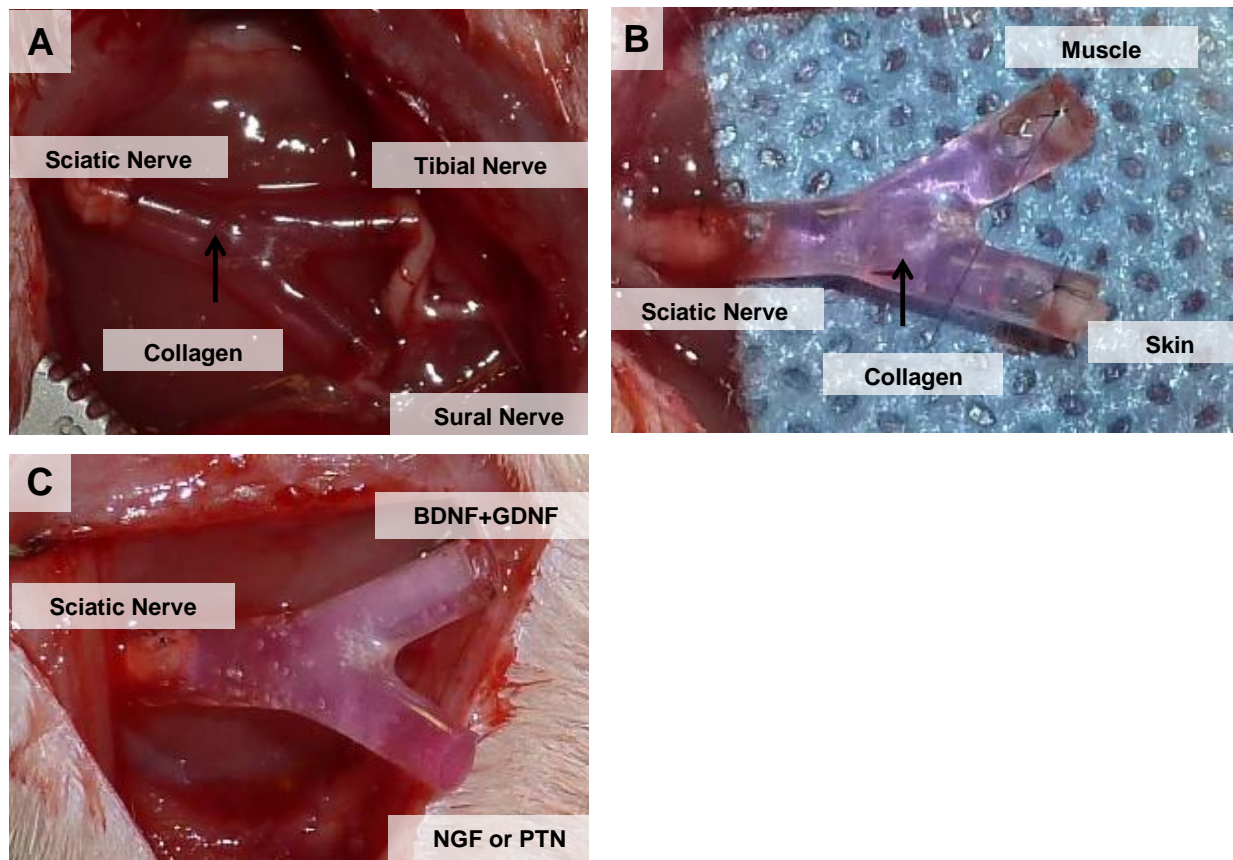 A
Sciatic Nerve
Tibial Nerve
Collagen
Sural Nerve
B
Muscle
Sciatic Nerve
Collagen
Skin
C
BDNF+GDNF
Sciatic Nerve
NGF or PTN